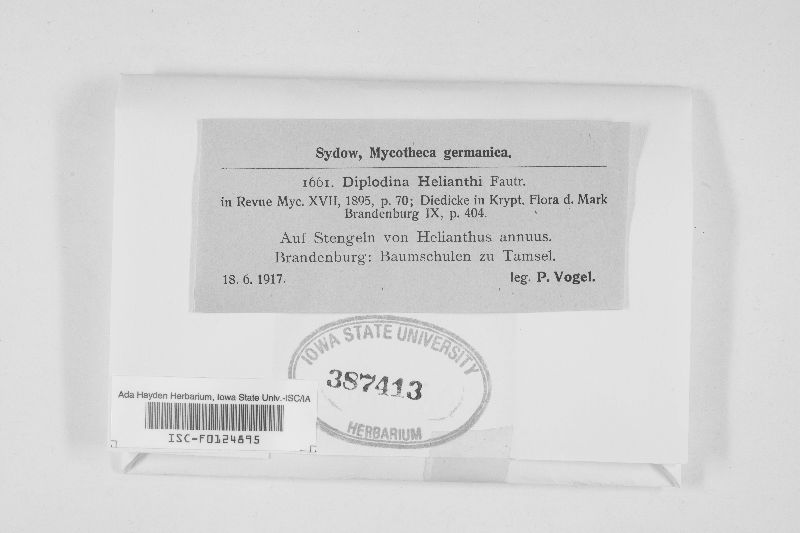 Sydow, Mycotheca germanica.
1661. Diplodina Helianthi Fautr.
in Revue Myc. XVII, 1895, p. 70; Diedicke in Krypt. Flora d. Mark
Brandenburg IX, p. 404.
Auf Stengeln von Helianthus annuus.
Brandenburg: Baumschulen zu Tamsel.
18. 6. 1917. leg. P. Vogel.
IOWA STATE UNIVERSITY
387413
HERBARIUM
Ada Hayden Herbarium, Iowa State Univ.-ISC/IA
ISC-F0124895